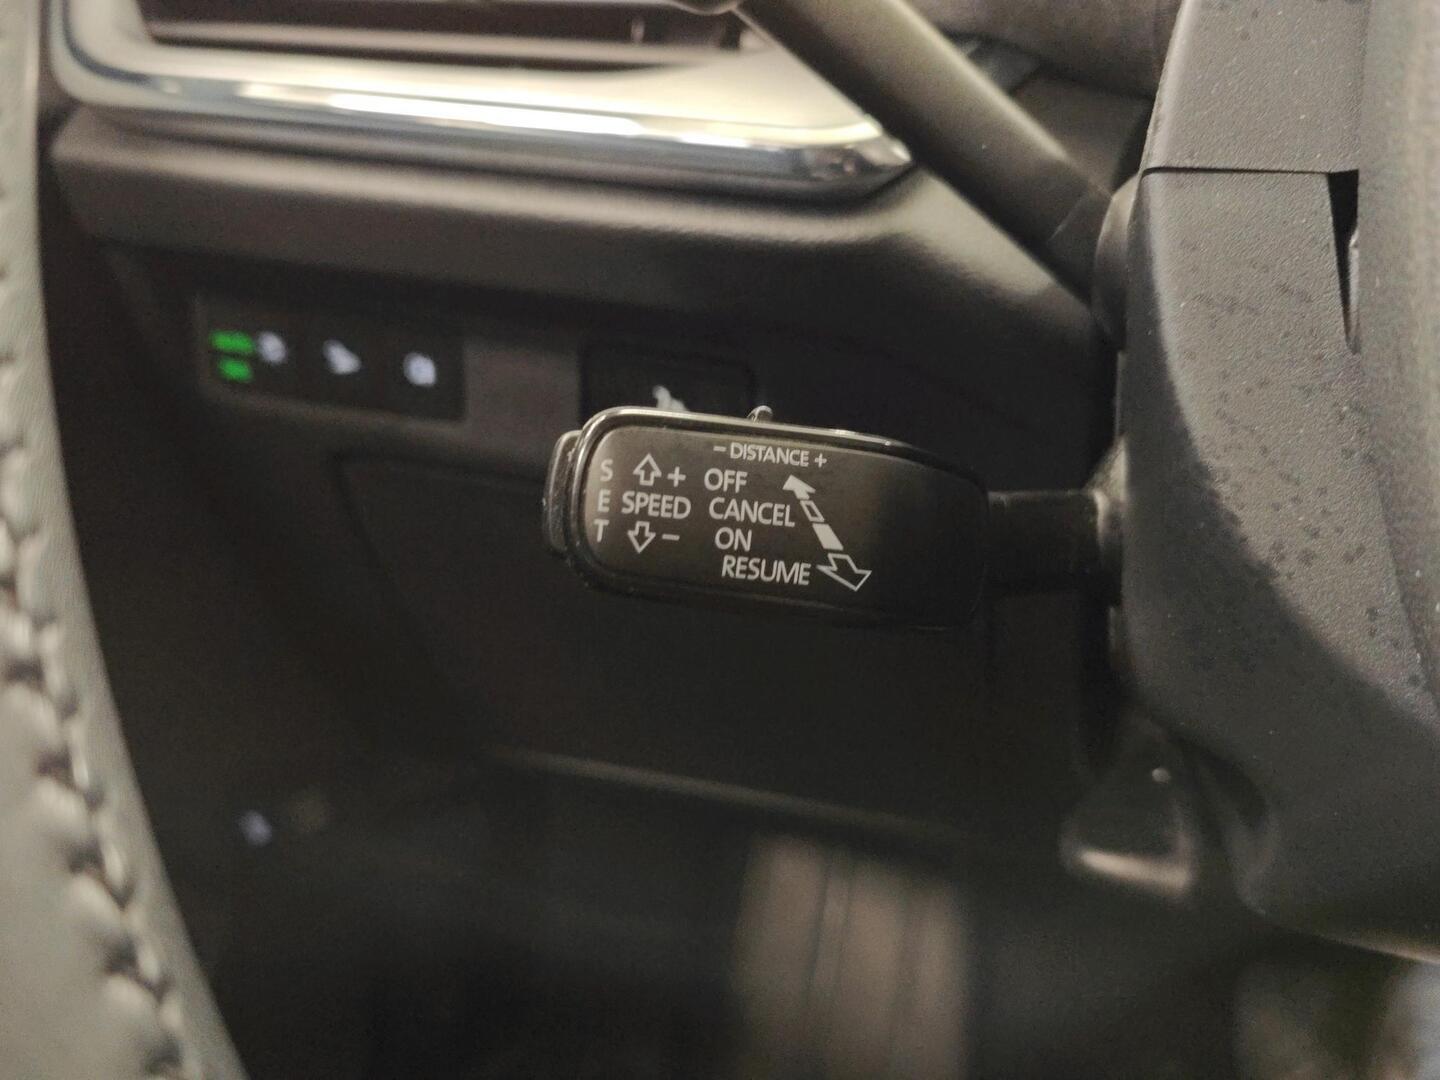 - DISTANCE +
S + OFF
E SPEED CANCEL
T - ON
RESUME